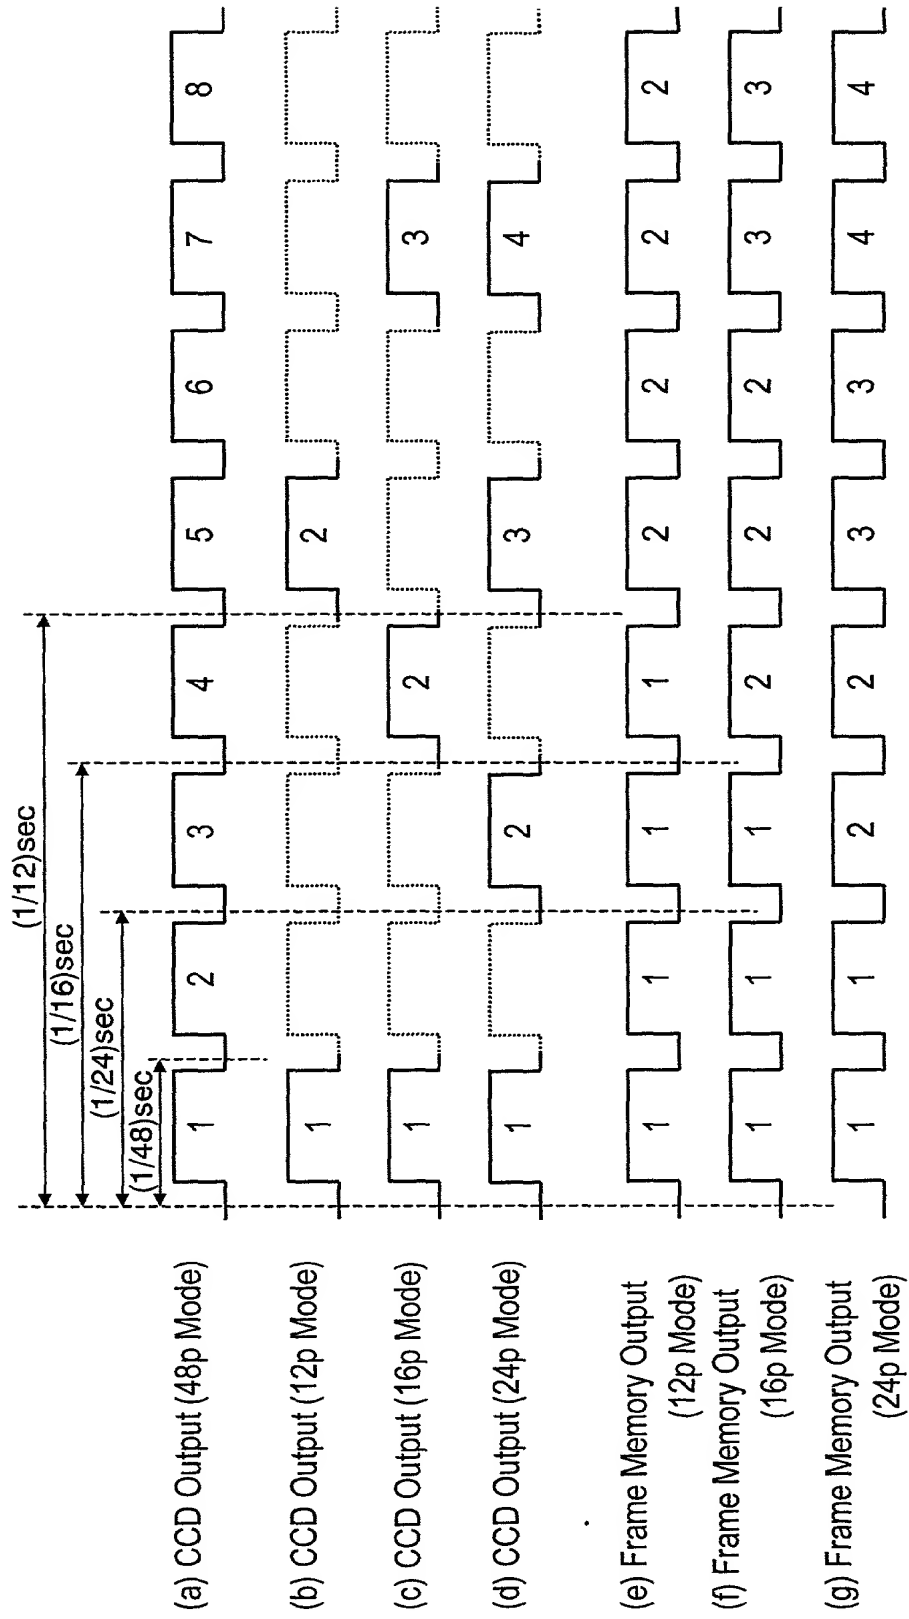 (1/12)sec
(1/16)sec
(1/24)sec
(1/48)sec
(a) CCD Output (48p Mode)
1 2 3 4 5 6 7 8
(b) CCD Output (12p Mode)
1 2
(c) CCD Output (16p Mode)
1 2 3
(d) CCD Output (24p Mode)
1 2 3 4
(e) Frame Memory Output
(12p Mode)
1 1 1 1 2 2 2 2
(f) Frame Memory Output
(16p Mode)
1 1 1 2 2 2 3 3
(g) Frame Memory Output
(24p Mode)
1 1 2 2 3 3 4 4